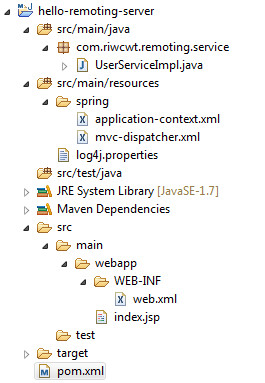 hello-remoting-server
src/main/java
com.riwcwt.remoting.service
UserServiceImpl.java
src/main/resources
spring
application-context.xml
mvc-dispatcher.xml
log4j.properties
src/test/java
JRE System Library [JavaSE-1.7]
Maven Dependencies
src
main
webapp
WEB-INF
web.xml
index.jsp
test
target
pom.xml